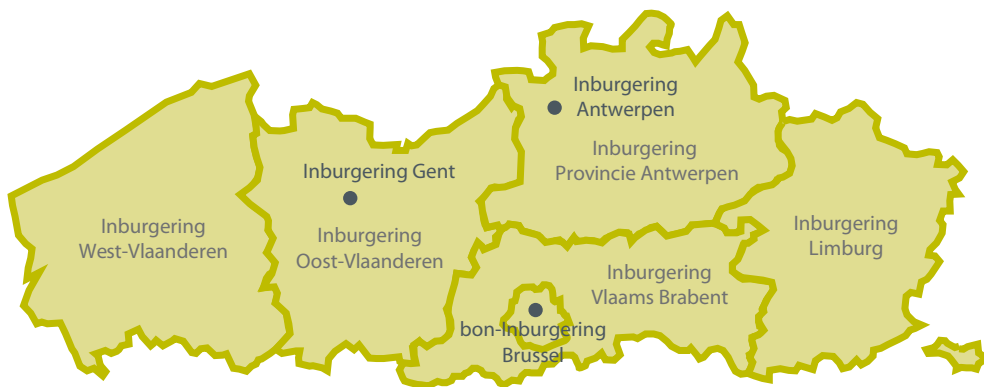 Inburgering
Antwerpen
Inburgering
Provincie Antwerpen
Inburgering Gent
Inburgering
West-Vlaanderen
Inburgering
Oost-Vlaanderen
Inburgering
Limburg
Inburgering
Vlaams Brabent
bon-Inburgering
Brussel